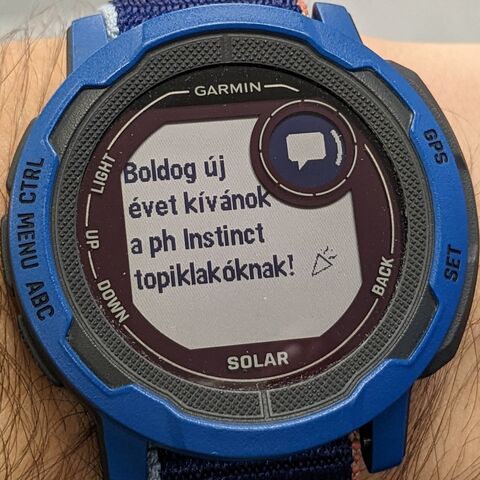 GARMIN
Boldog új
évet kívánok
a ph Instinct
topiklakóknak!
SOLAR
LIGHT
CTRL
UP
MENU
DOWN
ABC
GPS
SET
BACK